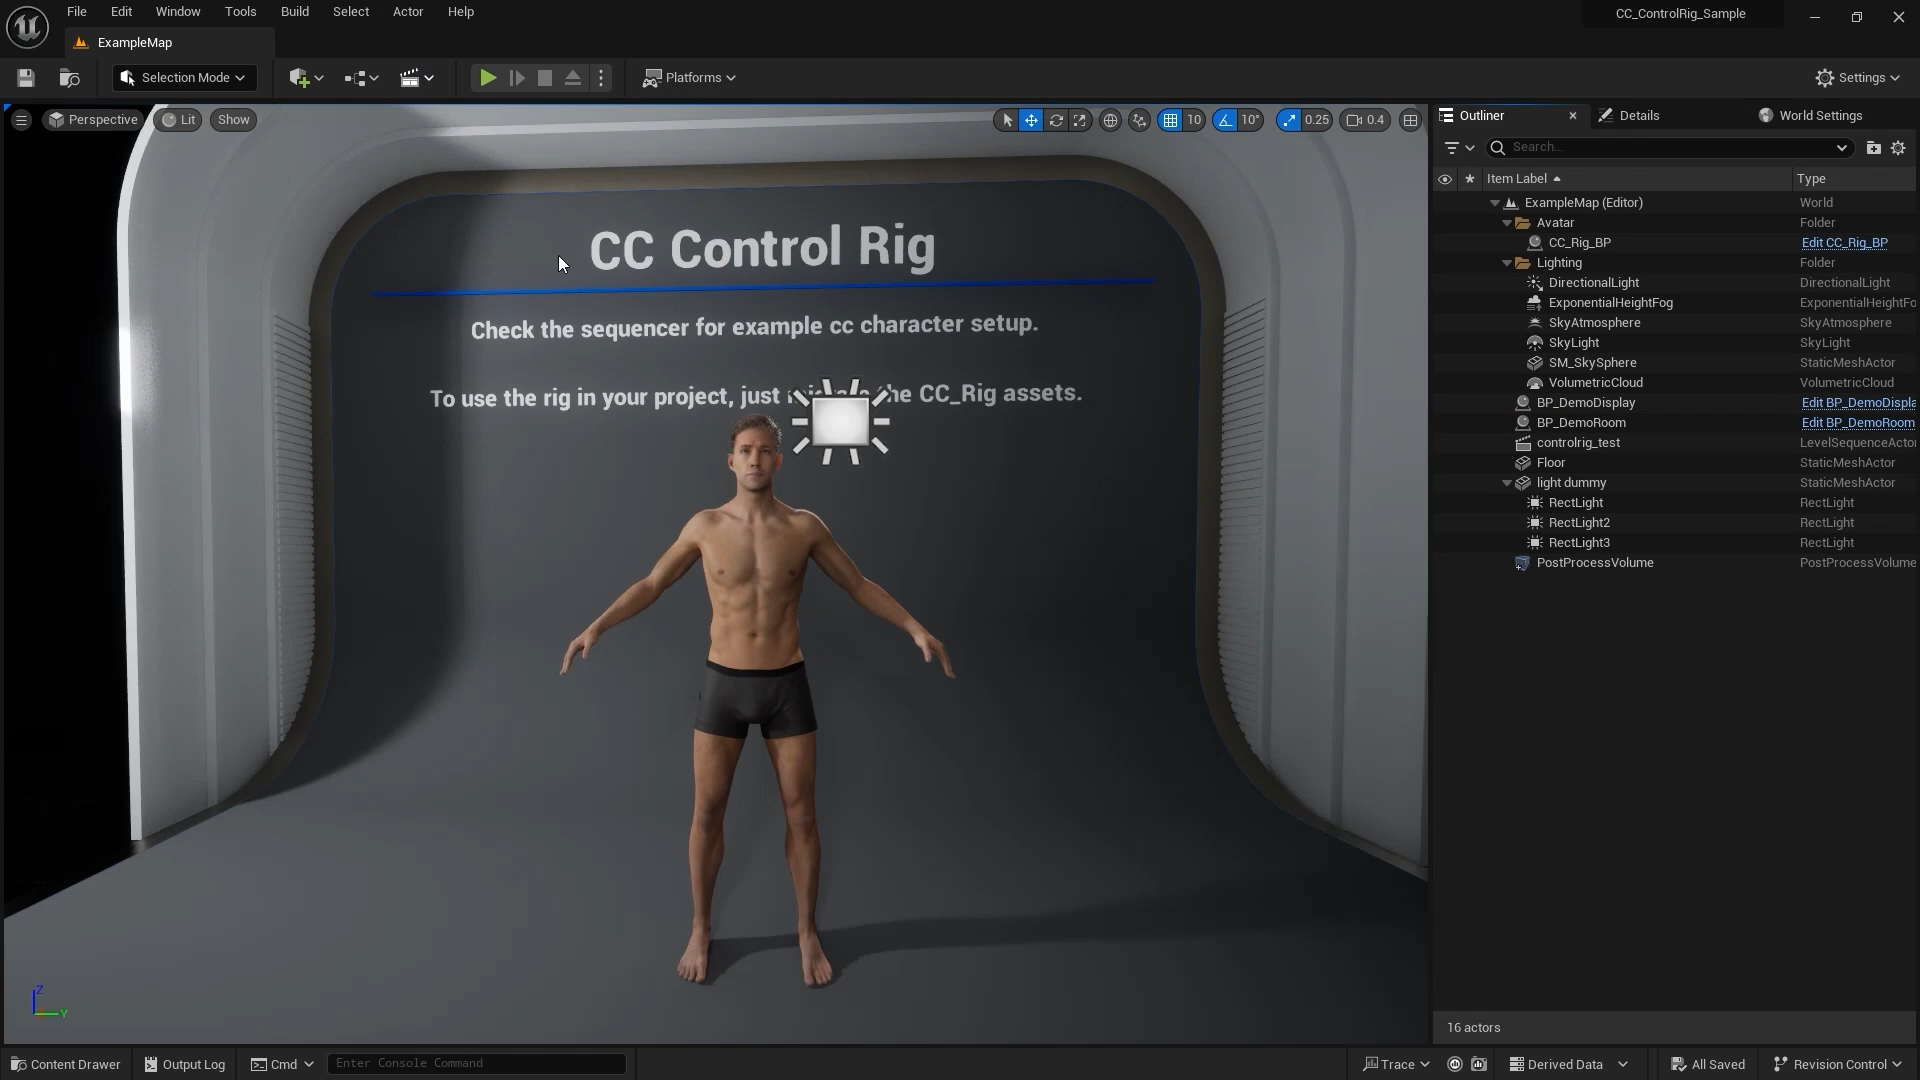 File Edit Window Tools Build Select Actor Help
CC_ControlRig_Sample
ExampleMap
Selection Mode
Platforms
Settings
Perspective Lit Show
10 10° 0.25 0.4
CC Control Rig
Check the sequencer for example cc character setup.
To use the rig in your project, just the CC_Rig assets.
Z
Y
Outliner Details World Settings
Search...
Item Label Type
ExampleMap (Editor) World
Avatar Folder
CC_Rig_BP Edit CC_Rig_BP
Lighting Folder
DirectionalLight DirectionalLight
ExponentialHeightFog ExponentialHeightFo
SkyAtmosphere SkyAtmosphere
SkyLight SkyLight
SM_SkySphere StaticMeshActor
VolumetricCloud VolumetricCloud
BP_DemoDisplay Edit BP_DemoDispla
BP_DemoRoom Edit BP_DemoRoom
controlrig_test LevelSequenceActo
Floor StaticMeshActor
light dummy StaticMeshActor
RectLight RectLight
RectLight2 RectLight
RectLight3 RectLight
PostProcessVolume PostProcessVolume
16 actors
Content Drawer Output Log Cmd Enter Console Command
Trace Derived Data All Saved Revision Control